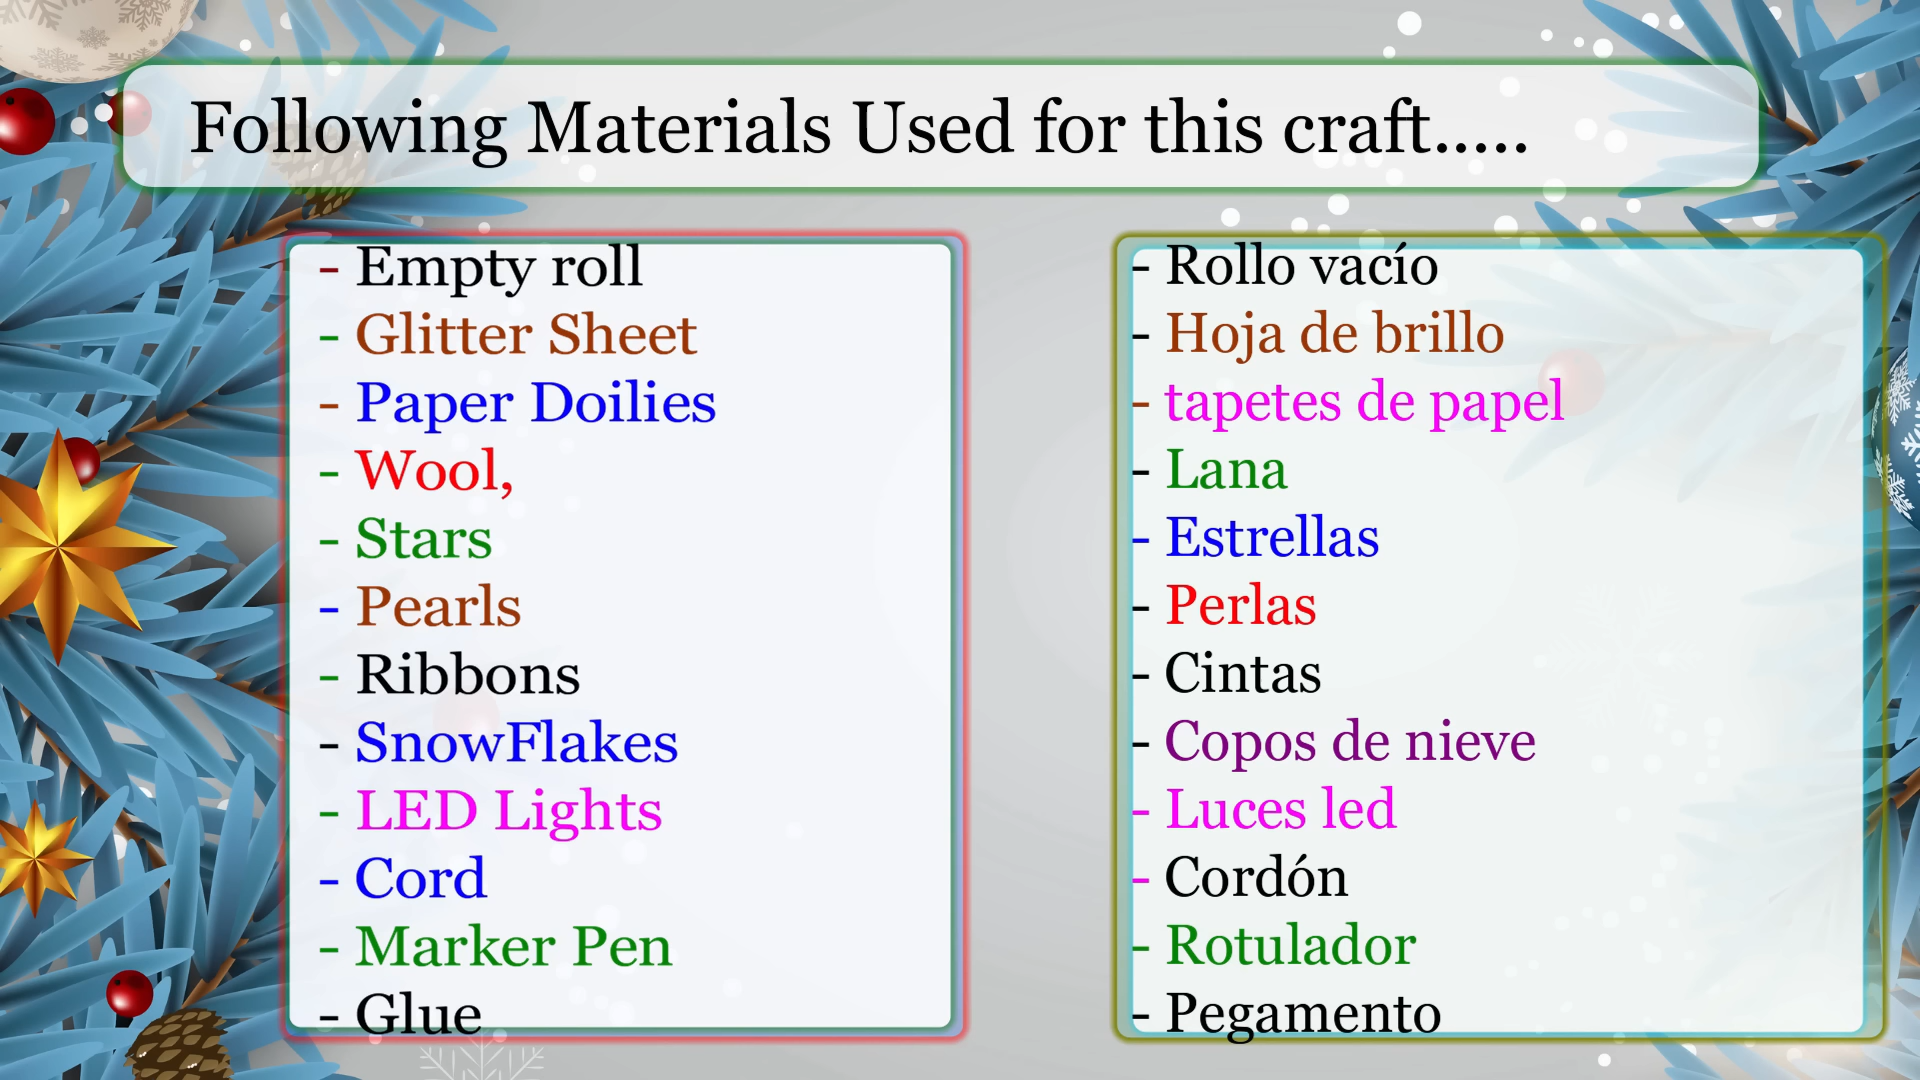 Following Materials Used for this craft.....
- Empty roll
- Glitter Sheet
- Paper Doilies
- Wool,
- Stars
- Pearls
- Ribbons
- SnowFlakes
- LED Lights
- Cord
- Marker Pen
- Glue
- Rollo vacío
- Hoja de brillo
- tapetes de papel
- Lana
- Estrellas
- Perlas
- Cintas
- Copos de nieve
- Luces led
- Cordón
- Rotulador
- Pegamento